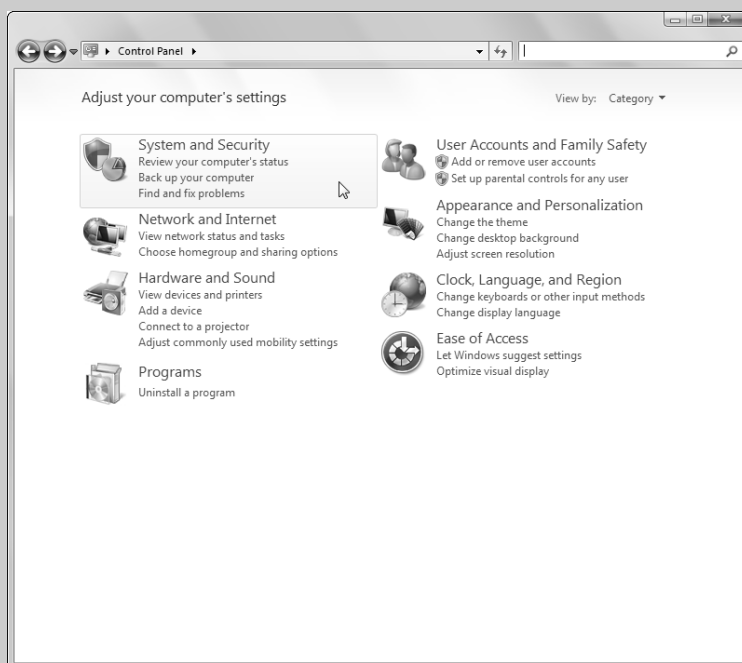 Control Panel
Adjust your computer's settings
View by: Category
System and Security
Review your computer's status
Back up your computer
Find and fix problems
Network and Internet
View network status and tasks
Choose homegroup and sharing options
Hardware and Sound
View devices and printers
Add a device
Connect to a projector
Adjust commonly used mobility settings
Programs
Uninstall a program
User Accounts and Family Safety
Add or remove user accounts
Set up parental controls for any user
Appearance and Personalization
Change the theme
Change desktop background
Adjust screen resolution
Clock, Language, and Region
Change keyboards or other input methods
Change display language
Ease of Access
Let Windows suggest settings
Optimize visual display